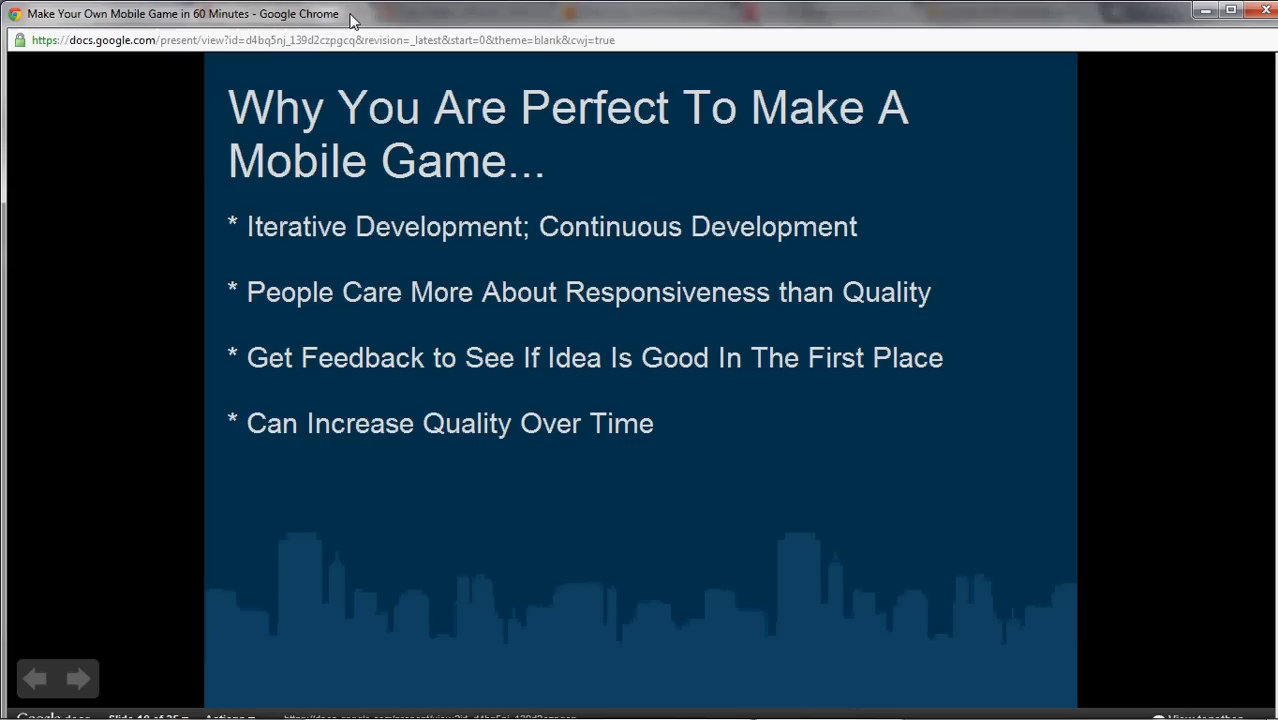 Make Your Own Mobile Game in 60 Minutes - Google Chrome
https://docs.google.com/present/view?id=d4bq5nj_139d2czpgcq&revision=_latest&start=0&theme=blank&cwj=true
Why You Are Perfect To Make A
Mobile Game...
* Iterative Development; Continuous Development
* People Care More About Responsiveness than Quality
* Get Feedback to See If Idea Is Good In The First Place
* Can Increase Quality Over Time